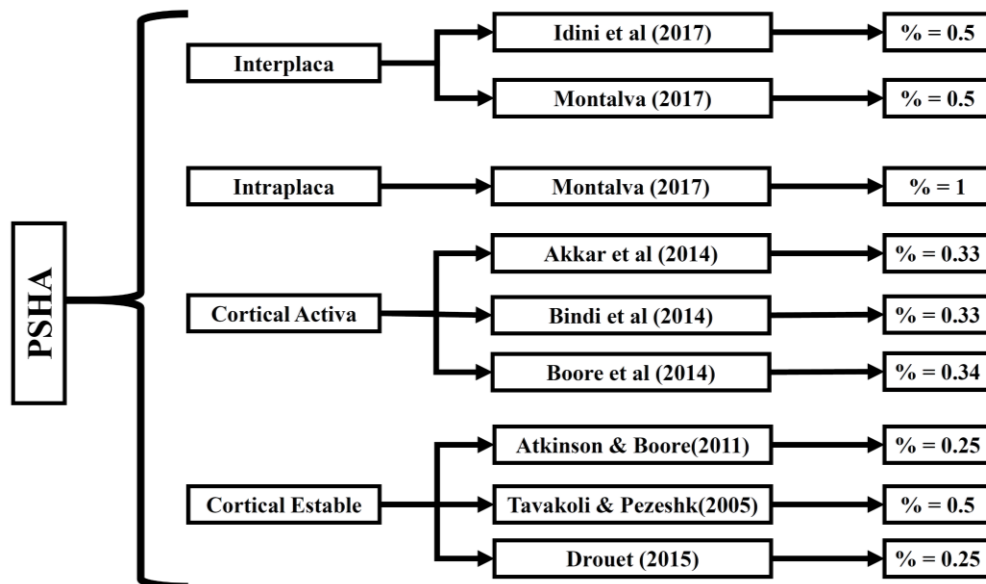 PSHA
Interplaca
Idini et al (2017)
% = 0.5
Montalva (2017)
% = 0.5
Intraplaca
Montalva (2017)
% = 1
Cortical Activa
Akkar et al (2014)
% = 0.33
Bindi et al (2014)
% = 0.33
Boore et al (2014)
% = 0.34
Cortical Estable
Atkinson & Boore(2011)
% = 0.25
Tavakoli & Pezeshk(2005)
% = 0.5
Drouet (2015)
% = 0.25